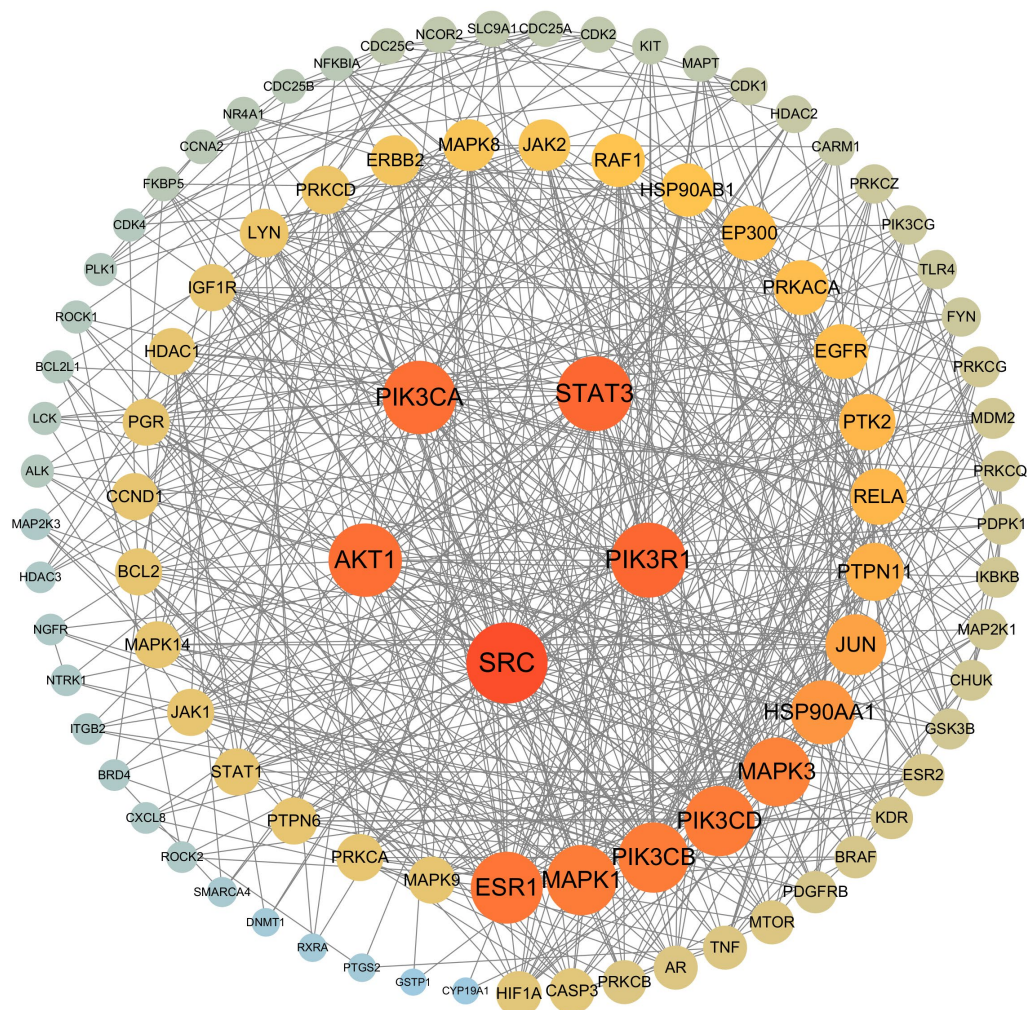 SLC9A1
CDC25A
NCOR2
CDK2
CDC25C
KIT
NFKBIA
MAPT
CDC25B
CDK1
NR4A1
HDAC2
CCNA2
CARM1
FKBP5
PRKCZ
CDK4
PIK3CG
PLK1
TLR4
ROCK1
FYN
BCL2L1
PRKCG
LCK
MDM2
ALK
PRKCQ
MAP2K3
PDPK1
HDAC3
IKBKB
NGFR
MAP2K1
NTRK1
CHUK
ITGB2
GSK3B
BRD4
ESR2
CXCL8
KDR
ROCK2
BRAF
SMARCA4
PDGFRB
DNMT1
MTOR
RXRA
TNF
PTGS2
AR
GSTP1
PRKCB
CYP19A1
CASP3
HIF1A
MAPK8
JAK2
ERBB2
RAF1
PRKCD
HSP90AB1
LYN
EP300
IGF1R
PRKACA
HDAC1
EGFR
PGR
PTK2
CCND1
RELA
BCL2
PTPN11
MAPK14
JUN
JAK1
HSP90AA1
STAT1
MAPK3
PTPN6
PIK3CD
PRKCA
PIK3CB
MAPK9
ESR1
MAPK1
PIK3CA
STAT3
AKT1
PIK3R1
SRC